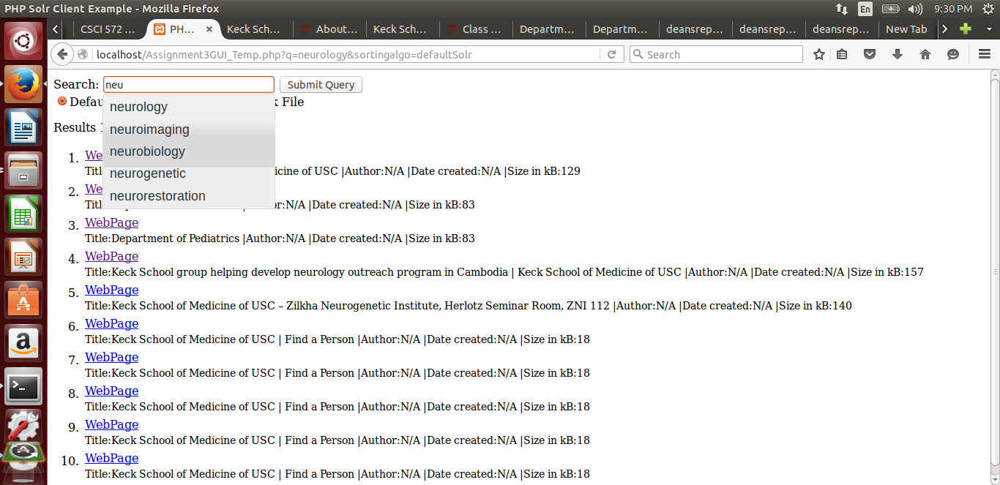 PHP Solr Client Example - Mozilla Firefox
En
9:30 PM
CSCI 572 ...
PH...
Keck Sch...
About...
Keck Sch...
Class ...
Departm...
Departm...
deansrep...
deansrep...
deansrep...
New Tab
localhost/Assignment3GUI_Temp.php?q=neurology&sortingalgo=defaultSolr
Search
Search: neu
Submit Query
Defau
k File
neurology
neuroimaging
neurobiology
neurogenetic
neurorestoration
Results
1. We
Titl
icine of USC |Author:N/A |Date created:N/A |Size in kB:129
2. We
or:N/A |Date created:N/A |Size in kB:83
3. WebPage
Title:Department of Pediatrics |Author:N/A |Date created:N/A |Size in kB:83
4. WebPage
Title:Keck School group helping develop neurology outreach program in Cambodia | Keck School of Medicine of USC |Author:N/A |Date created:N/A |Size in kB:157
5. WebPage
Title:Keck School of Medicine of USC – Zilkha Neurogenetic Institute, Herlotz Seminar Room, ZNI 112 |Author:N/A |Date created:N/A |Size in kB:140
6. WebPage
Title:Keck School of Medicine of USC | Find a Person |Author:N/A |Date created:N/A |Size in kB:18
7. WebPage
Title:Keck School of Medicine of USC | Find a Person |Author:N/A |Date created:N/A |Size in kB:18
8. WebPage
Title:Keck School of Medicine of USC | Find a Person |Author:N/A |Date created:N/A |Size in kB:18
9. WebPage
Title:Keck School of Medicine of USC | Find a Person |Author:N/A |Date created:N/A |Size in kB:18
10. WebPage
Title:Keck School of Medicine of USC | Find a Person |Author:N/A |Date created:N/A |Size in kB:18